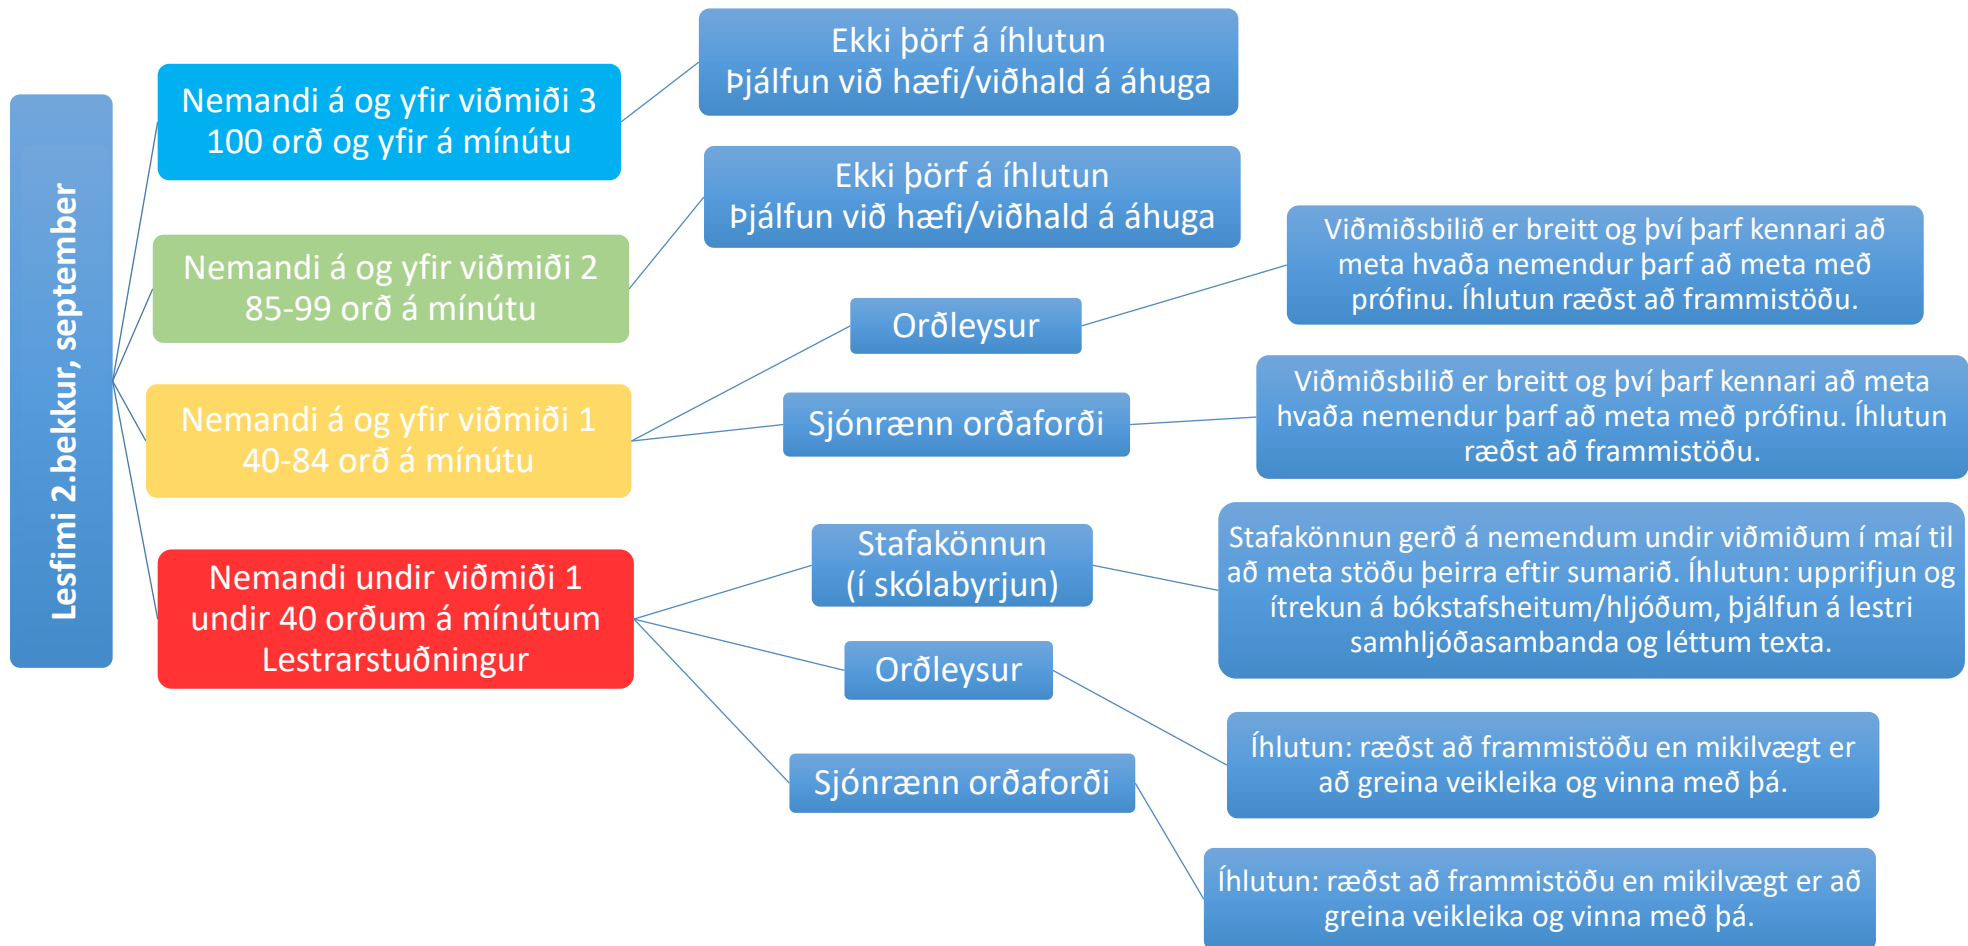 Lesfimi 2.bekkur, september
Nemandi á og yfir viðmiði 3
100 orð og yfir á mínútu
Ekki þörf á íhlutun
Þjálfun við hæfi/viðhald á áhuga
Nemandi á og yfir viðmiði 2
85-99 orð á mínútu
Ekki þörf á íhlutun
Þjálfun við hæfi/viðhald á áhuga
Nemandi á og yfir viðmiði 1
40-84 orð á mínútu
Orðleysur
Viðmiðsbilið er breitt og því þarf kennari að
meta hvaða nemendur þarf að meta með
prófinu. Íhlutun ræðst að frammistöðu.
Sjónrænn orðaforði
Viðmiðsbilið er breitt og því þarf kennari að meta
hvaða nemendur þarf að meta með prófinu. Íhlutun
ræðst að frammistöðu.
Nemandi undir viðmiði 1
undir 40 orðum á mínútum
Lestrarstuðningur
Stafakönnun
(í skólabyrjun)
Stafakönnun gerð á nemendum undir viðmiðum í maí til
að meta stöðu þeirra eftir sumarið. Íhlutun: upprifjun og
ítrekun á bókstafsheitum/hljóðum, þjálfun á lestri
samhljóðasambanda og léttum texta.
Orðleysur
Íhlutun: ræðst að frammistöðu en mikilvægt er
að greina veikleika og vinna með þá.
Sjónrænn orðaforði
Íhlutun: ræðst að frammistöðu en mikilvægt er að
greina veikleika og vinna með þá.